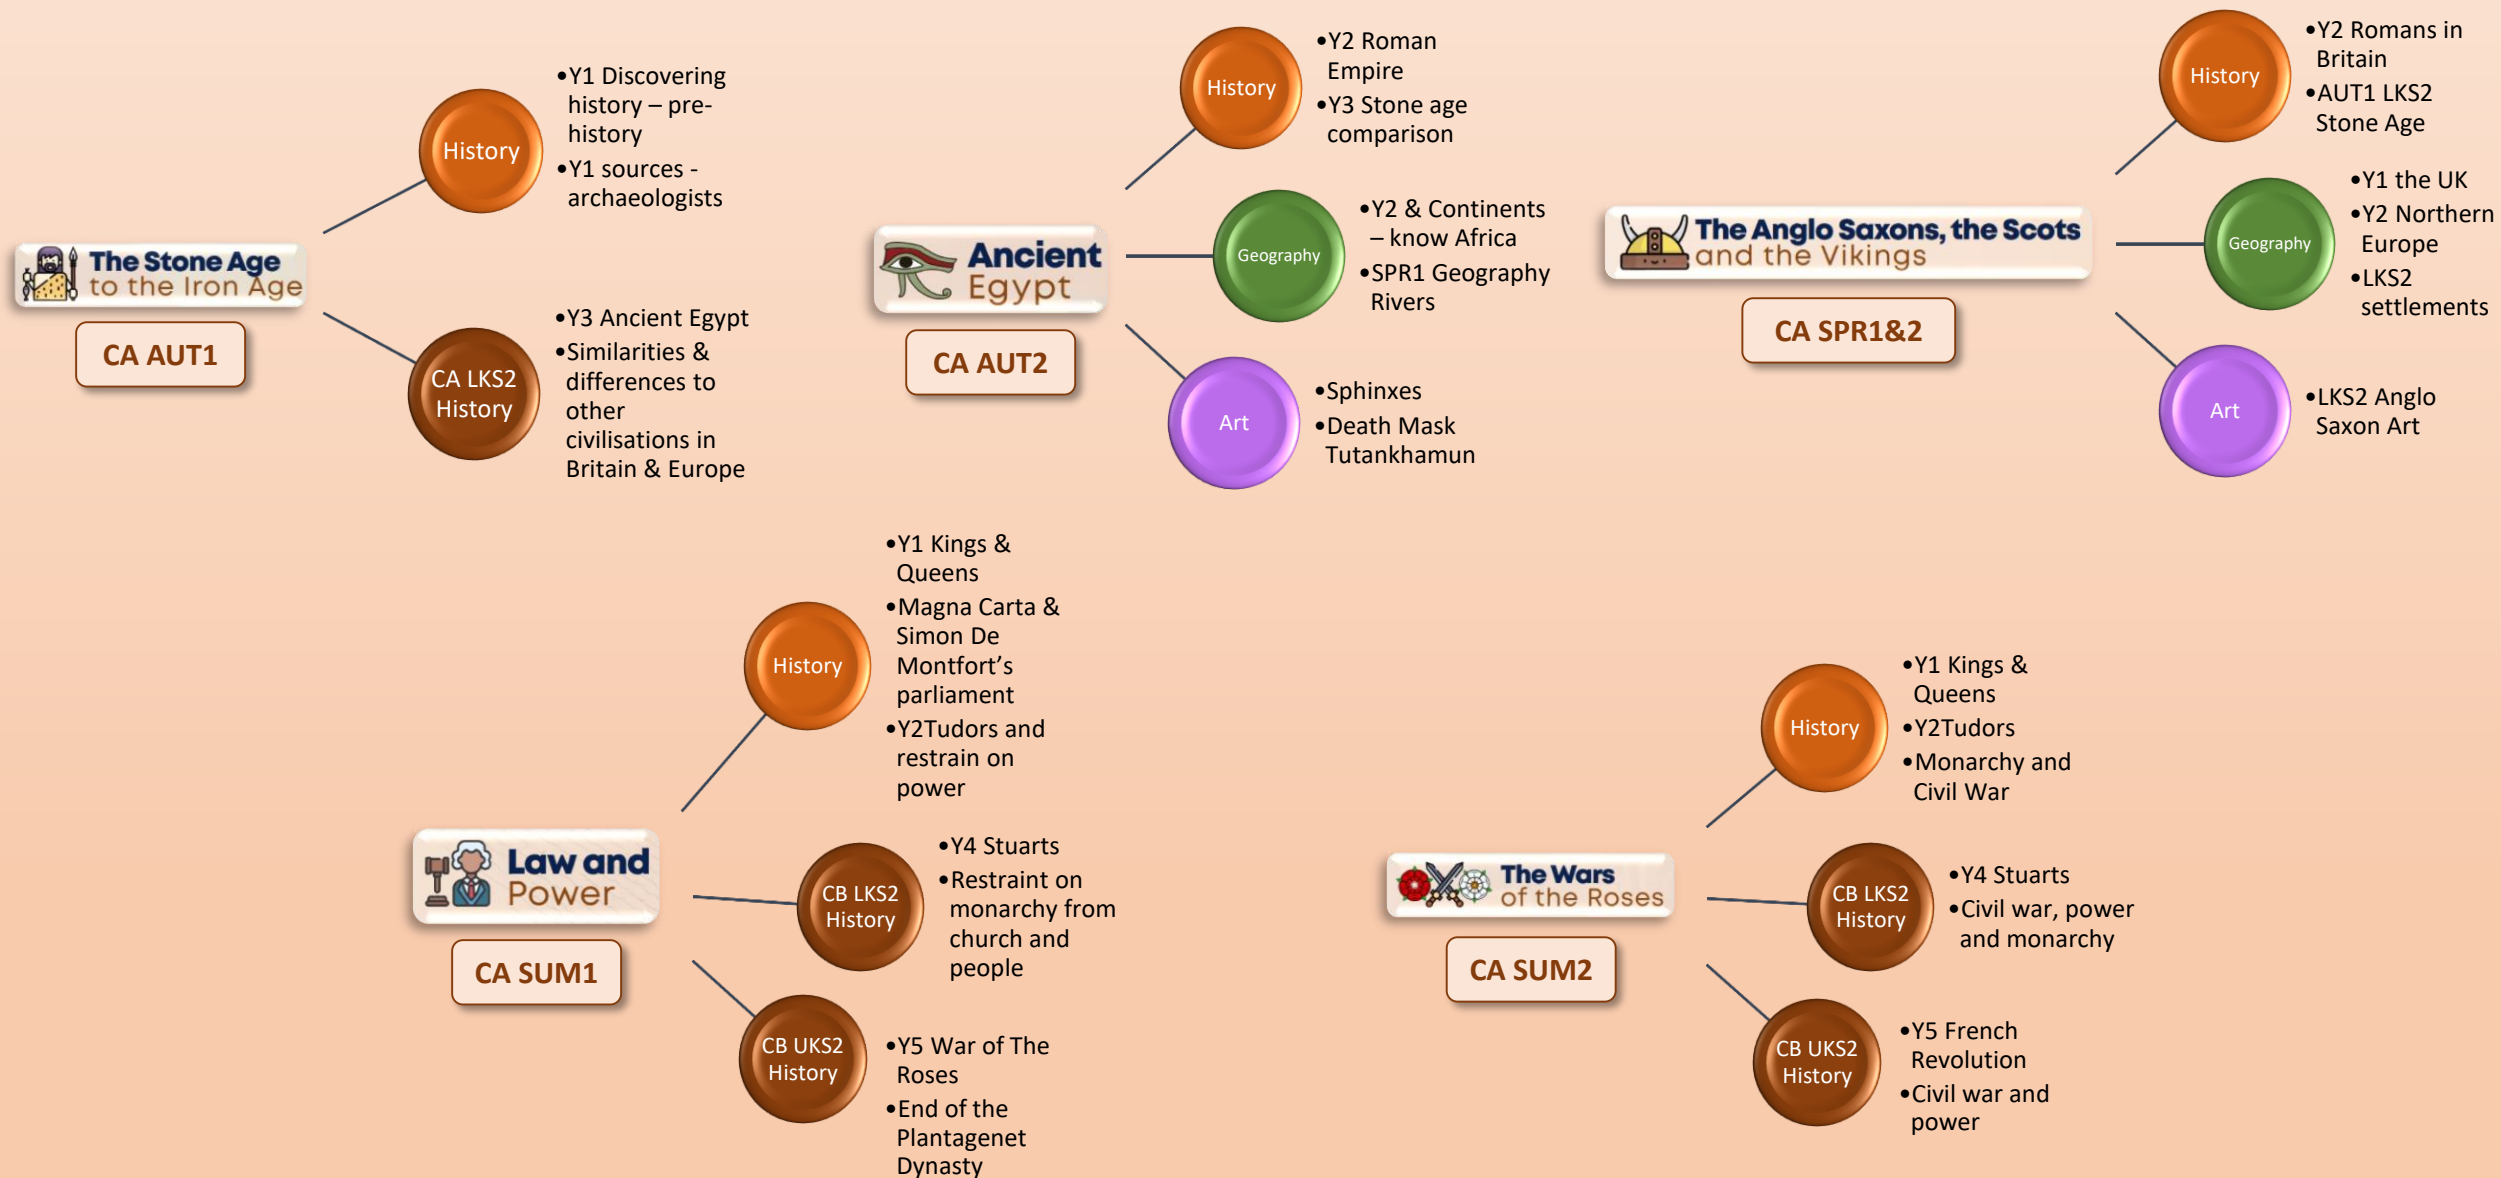 History
•Y1 Discovering
history – pre-
history
•Y1 sources -
archaeologists
The Stone Age
to the Iron Age
CA AUT1
CA LKS2
History
•Y3 Ancient Egypt
•Similarities &
differences to
other
civilisations in
Britain & Europe
History
•Y2 Roman
Empire
•Y3 Stone age
comparison
Ancient
Egypt
CA AUT2
Geography
•Y2 & Continents
– know Africa
•SPR1 Geography
Rivers
Art
•Sphinxes
•Death Mask
Tutankhamun
History
•Y2 Romans in
Britain
•AUT1 LKS2
Stone Age
The Anglo Saxons, the Scots
and the Vikings
CA SPR1&2
Geography
•Y1 the UK
•Y2 Northern
Europe
•LKS2
settlements
Art
•LKS2 Anglo
Saxon Art
History
•Y1 Kings &
Queens
•Magna Carta &
Simon De
Montfort's
parliament
•Y2Tudors and
restrain on
power
Law and
Power
CA SUM1
CB LKS2
History
•Y4 Stuarts
•Restraint on
monarchy from
church and
people
CB UKS2
History
•Y5 War of The
Roses
•End of the
Plantagenet
Dynasty
History
•Y1 Kings &
Queens
•Y2Tudors
•Monarchy and
Civil War
The Wars
of the Roses
CA SUM2
CB LKS2
History
•Y4 Stuarts
•Civil war, power
and monarchy
CB UKS2
History
•Y5 French
Revolution
•Civil war and
power